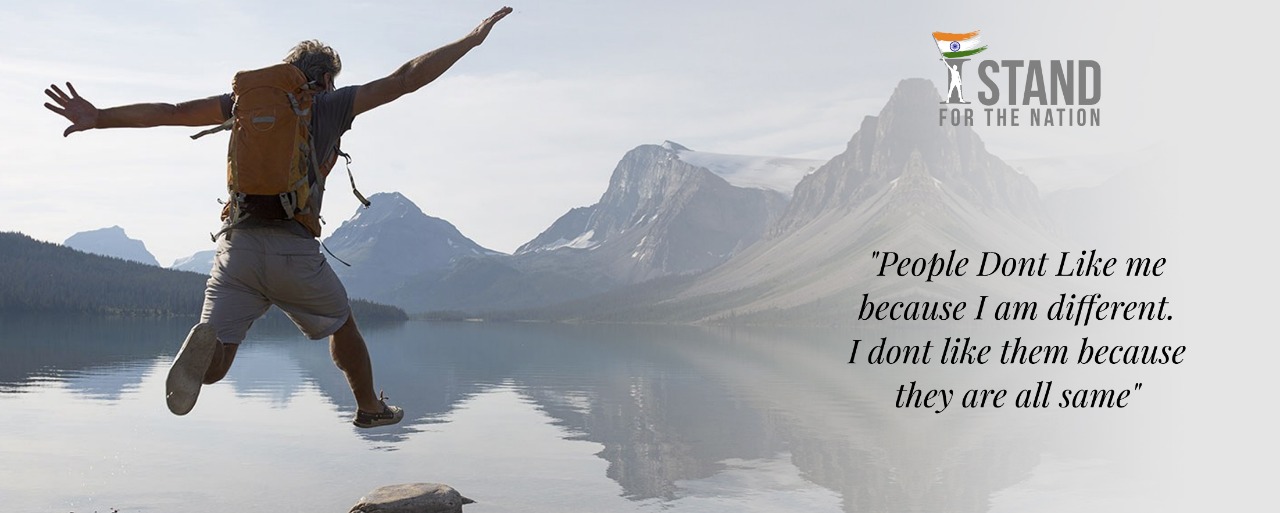 I STAND
FOR THE NATION
"People Dont Like me
because I am different.
I dont like them because
they are all same"